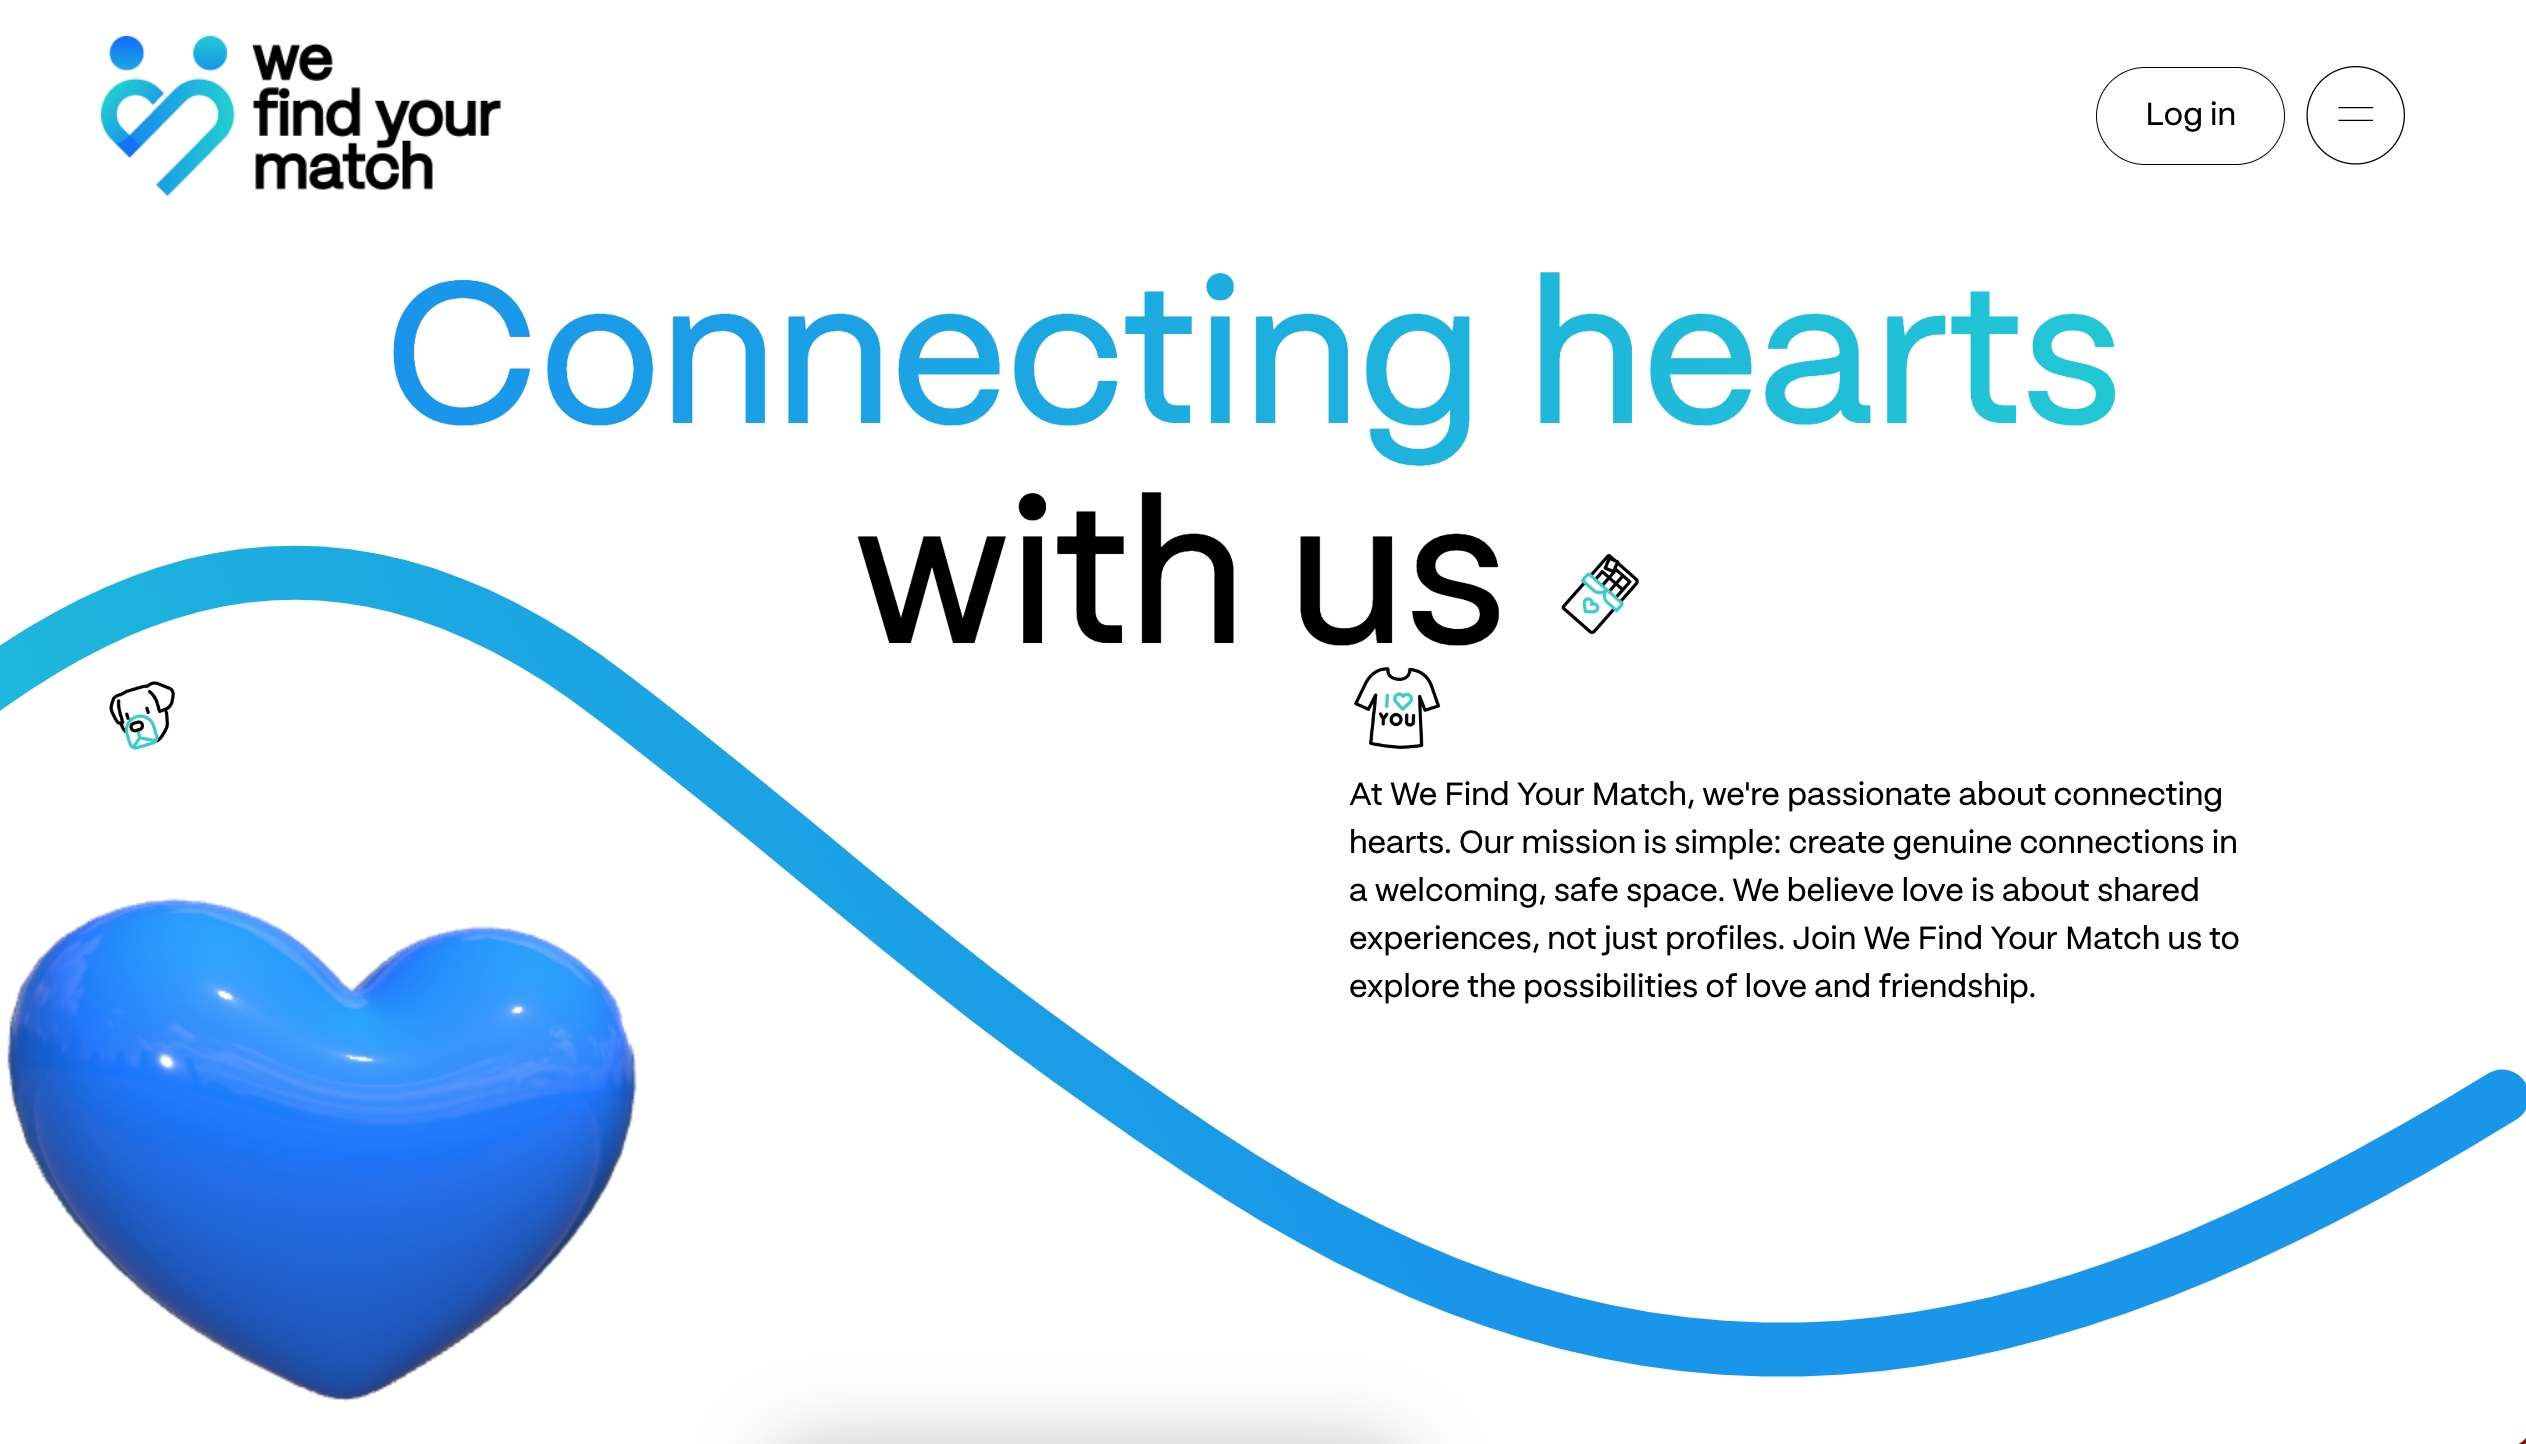 we
find your
match
Log in
Connecting hearts
with us
I
YOU
At We Find Your Match, we're passionate about connecting
hearts. Our mission is simple: create genuine connections in
a welcoming, safe space. We believe love is about shared
experiences, not just profiles. Join We Find Your Match us to
explore the possibilities of love and friendship.